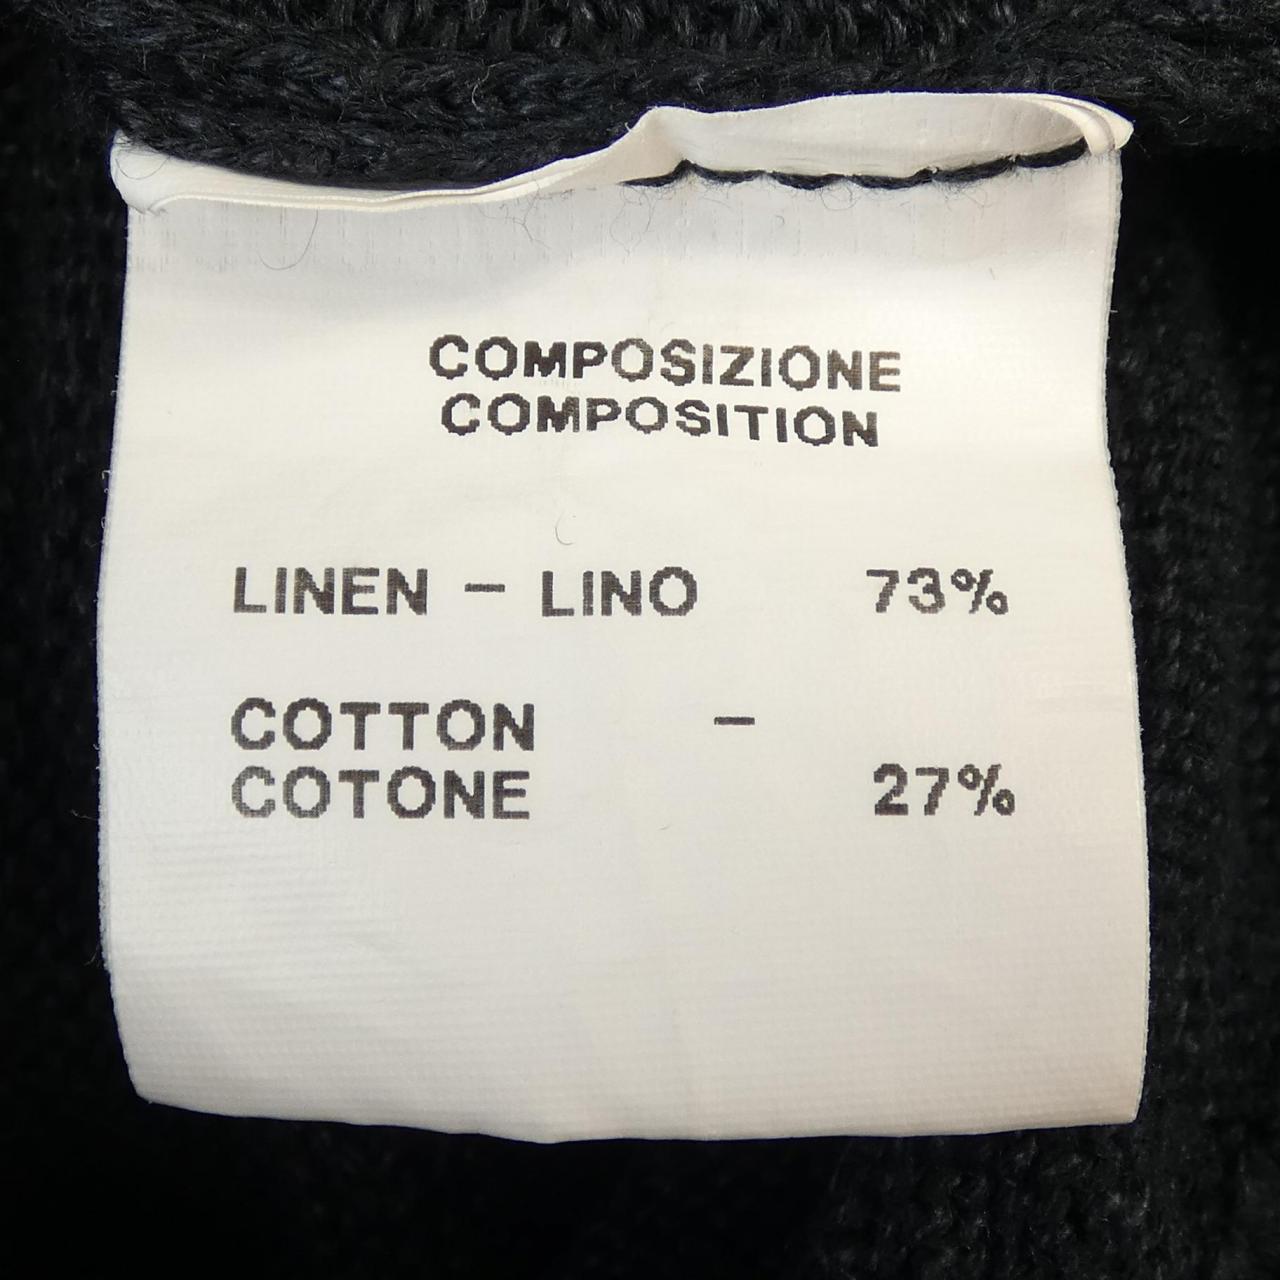 COMPOSIZIONE
COMPOSITION
LINEN - LINO 73%
COTTON -
COTONE 27%